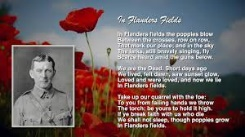 In Flanders Fields
In Flanders fields the poppies blow
Between the crosses, row on row,
That mark our place; and in the sky
The larks, still bravely singing, fly
Scarce heard amid the guns below.
We are the Dead. Short days ago
We lived, felt dawn, saw sunset glow,
Loved and were loved, and now we lie
In Flanders fields.
Take up our quarrel with the foe:
To you from failing hands we throw
The torch; be yours to hold it high.
If ye break faith with us who die
We shall not sleep, though poppies grow
In Flanders fields.